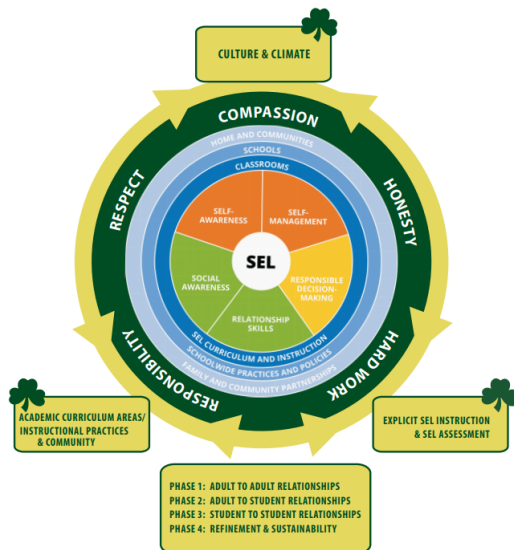 CULTURE & CLIMATE
COMPASSION
HOME AND COMMUNITIES
SCHOOLS
CLASSROOMS
RESPECT
HONESTY
SELF-
AWARENESS
SELF-
MANAGEMENT
SEL
SOCIAL
AWARENESS
RESPONSIBLE
DECISION-
MAKING
RELATIONSHIP
SKILLS
SEL CURRICULUM AND INSTRUCTION
SCHOOLWIDE PRACTICES AND POLICIES
FAMILY AND COMMUNITY PARTNERSHIPS
RESPONSIBILITY
HARD WORK
ACADEMIC CURRICULUM AREAS/
INSTRUCTIONAL PRACTICES
& COMMUNITY
EXPLICIT SEL INSTRUCTION
& SEL ASSESSMENT
PHASE 1: ADULT TO ADULT RELATIONSHIPS
PHASE 2: ADULT TO STUDENT RELATIONSHIPS
PHASE 3: STUDENT TO STUDENT RELATIONSHIPS
PHASE 4: REFINEMENT & SUSTAINABILITY